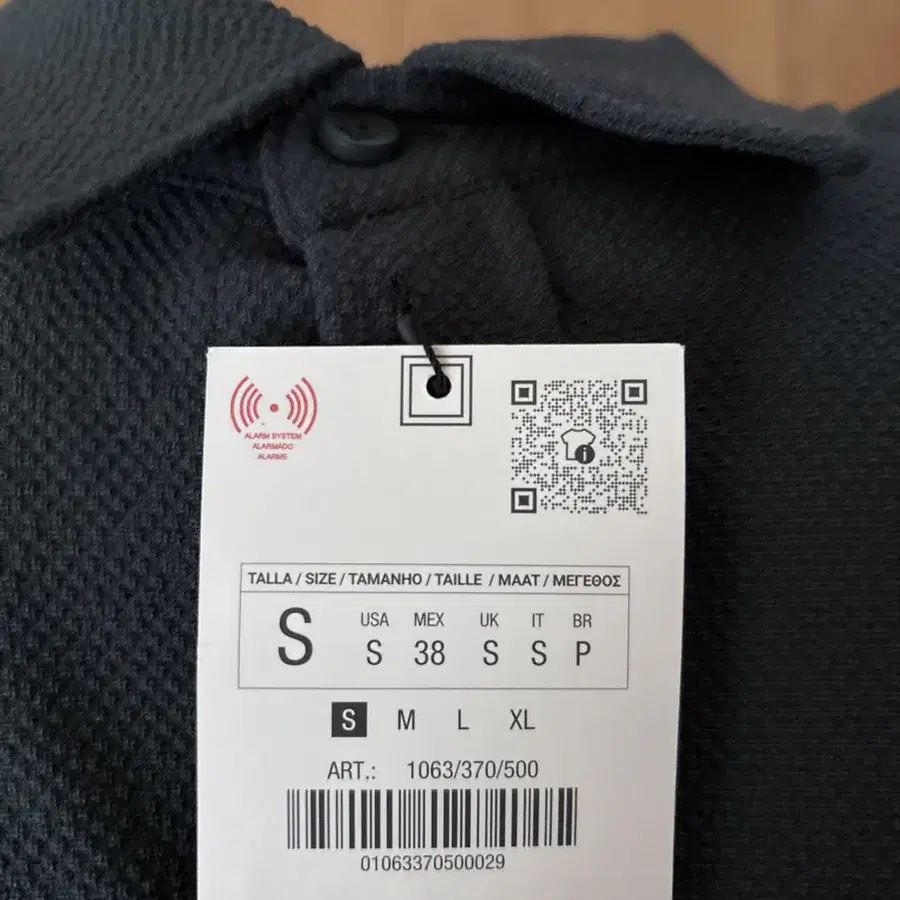 ALARM SYSTEM
ALARMADO
ALARME
i
TALLA / SIZE / TAMANHO / TAILLE / MAAT / ΜΕΓΕΘΟΣ
S
USA MEX UK IT BR
S 38 S S P
S M L XL
ART.: 1063/370/500
01063370500029